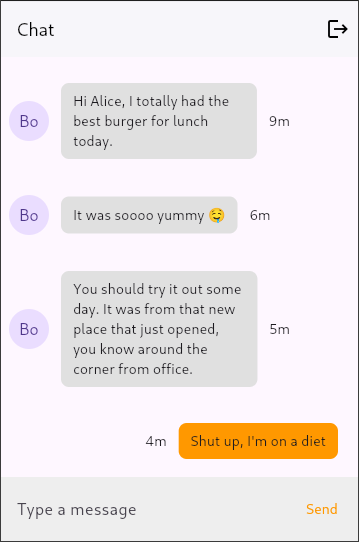 Chat
Bo
Hi Alice, I totally had the
best burger for lunch
today.
9m
Bo
It was soooo yummy 🤤
6m
Bo
You should try it out some
day. It was from that new
place that just opened,
you know around the
corner from office.
5m
4m
Shut up, I'm on a diet
Type a message
Send